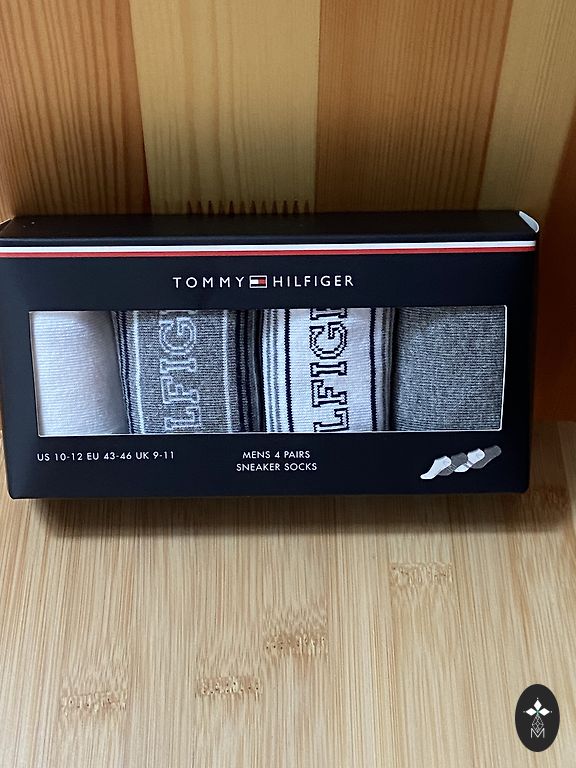 TOMMY HILFIGER
LFIG
LFIG
US 10-12 EU 43-46 UK 9-11
MENS 4 PAIRS
SNEAKER SOCKS
M